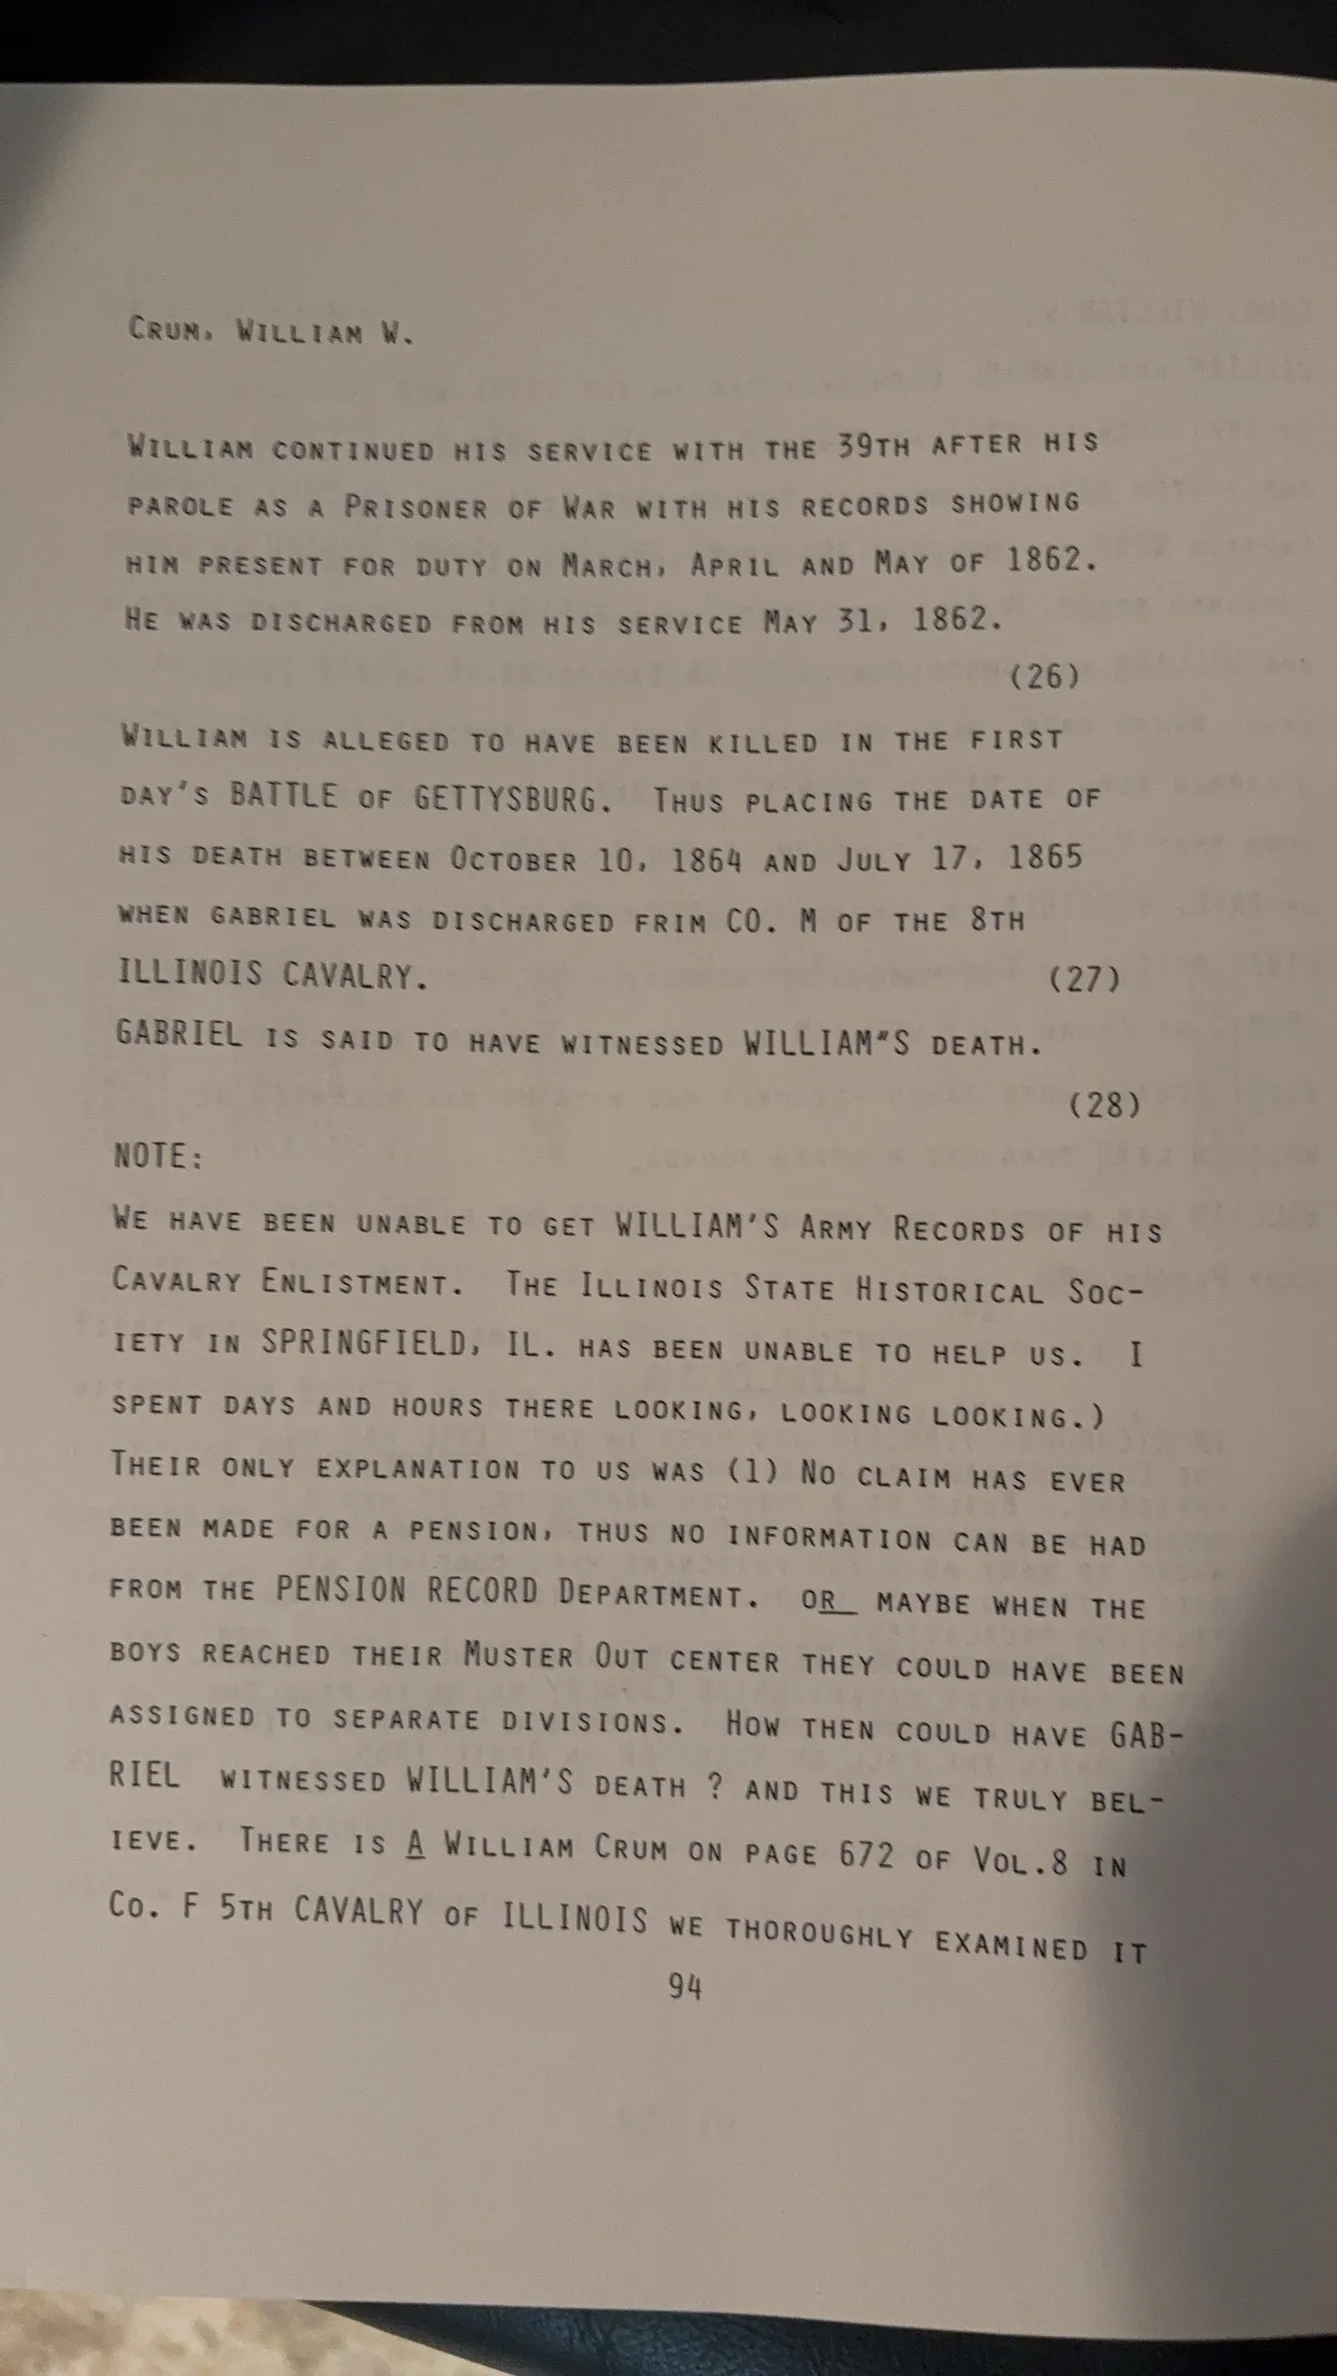 Crum, William W.
William continued his service with the 39th after his
parole as a Prisoner of War with his records showing
him present for duty on March, April and May of 1862.
He was discharged from his service May 31, 1862.
(26)
William is alleged to have been killed in the first
day's BATTLE of GETTYSBURG. Thus placing the date of
his death between October 10, 1864 and July 17, 1865
when gabriel was discharged frim CO. M of the 8th
ILLINOIS CAVALRY. (27)
GABRIEL is said to have witnessed WILLIAM"S death.
(28)
NOTE:
We have been unable to get WILLIAM'S Army Records of his
Cavalry Enlistment. The Illinois State Historical Soc-
iety in SPRINGFIELD, IL. has been unable to help us. I
spent days and hours there looking, looking looking.)
Their only explanation to us was (1) No claim has ever
been made for a pension, thus no information can be had
from the PENSION RECORD Department. oR_ maybe when the
boys reached their Muster Out center they could have been
assigned to separate divisions. How then could have GAB-
RIEL witnessed WILLIAM'S death ? and this we truly bel-
ieve. There is A William Crum on page 672 of Vol.8 in
Co. F 5th CAVALRY of ILLINOIS we thoroughly examined it
94